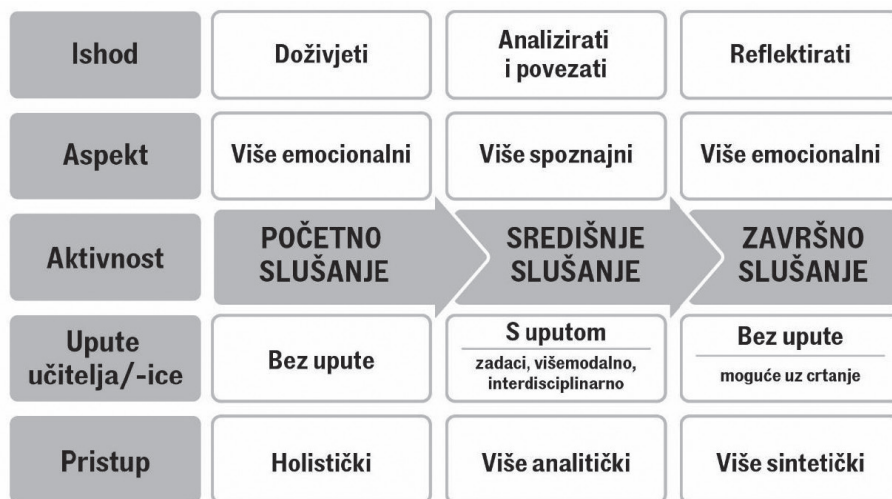 Ishod
Doživjeti
Analizirati
i povezati
Reflektirati
Aspekt
Više emocionalni
Više spoznajni
Više emocionalni
Aktivnost
POČETNO
SLUŠANJE
SREDIŠNJE
SLUŠANJE
ZAVRŠNO
SLUŠANJE
Upute
učitelja/-ice
Bez upute
S uputom
zadaci, višemodalno,
interdisciplinarno
Bez upute
moguće uz crtanje
Pristup
Holistički
Više analitički
Više sintetički